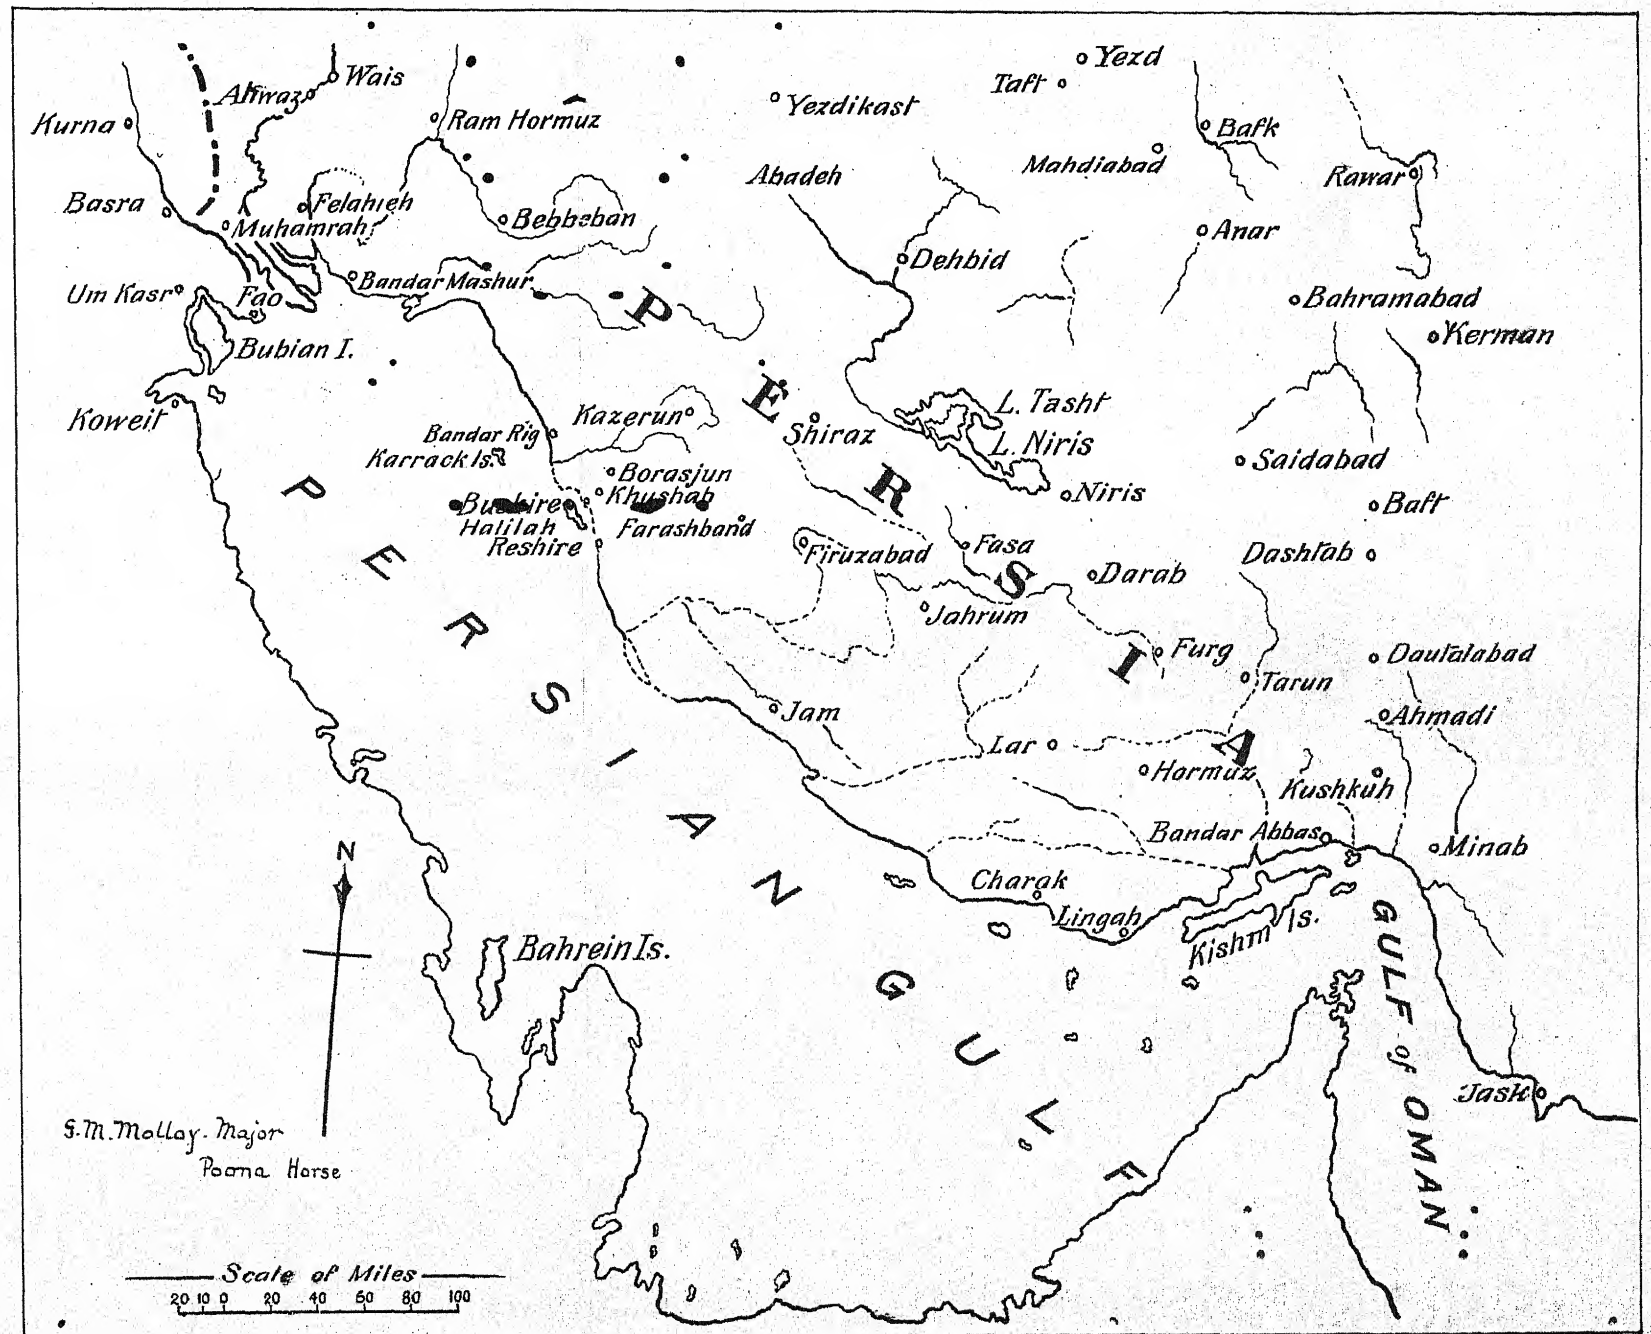 Yezd
Taft
Wais
Ahwaz
Yezdikast
Kurna
Ram Hormuz
Bafk
Mahdiabad
Abadeh
Rawar
Basra
Felahieh
Muhamrah
Bebheban
Anar
Dehbid
Bandar Mashur
Um Kasr
Fao
Bahramabad
Kerman
Bubian I.
PERSIA
Koweit
Kazerun
L. Tasht
Shiraz
L. Niris
Bandar Rig
Karrack Is.
Saidabad
Borasjun
Niris
Khushab
Bushire
Baft
Halilah
Farashband
Reshire
Firuzabad
Fasa
Dashtab
Darab
Jahrum
PERSIAN GULF
Furg
Daulatabad
Tarun
Jam
Ahmadi
Lar
Hormuz
Kushkuh
Bandar Abbas
Minab
N
Charak
Lingah
Kishm Is.
GULF of OMAN
Bahrein Is.
Jask
G.M. Molloy. Major
Poona Horse
Scale of Miles
20 10 0 20 40 60 80 100